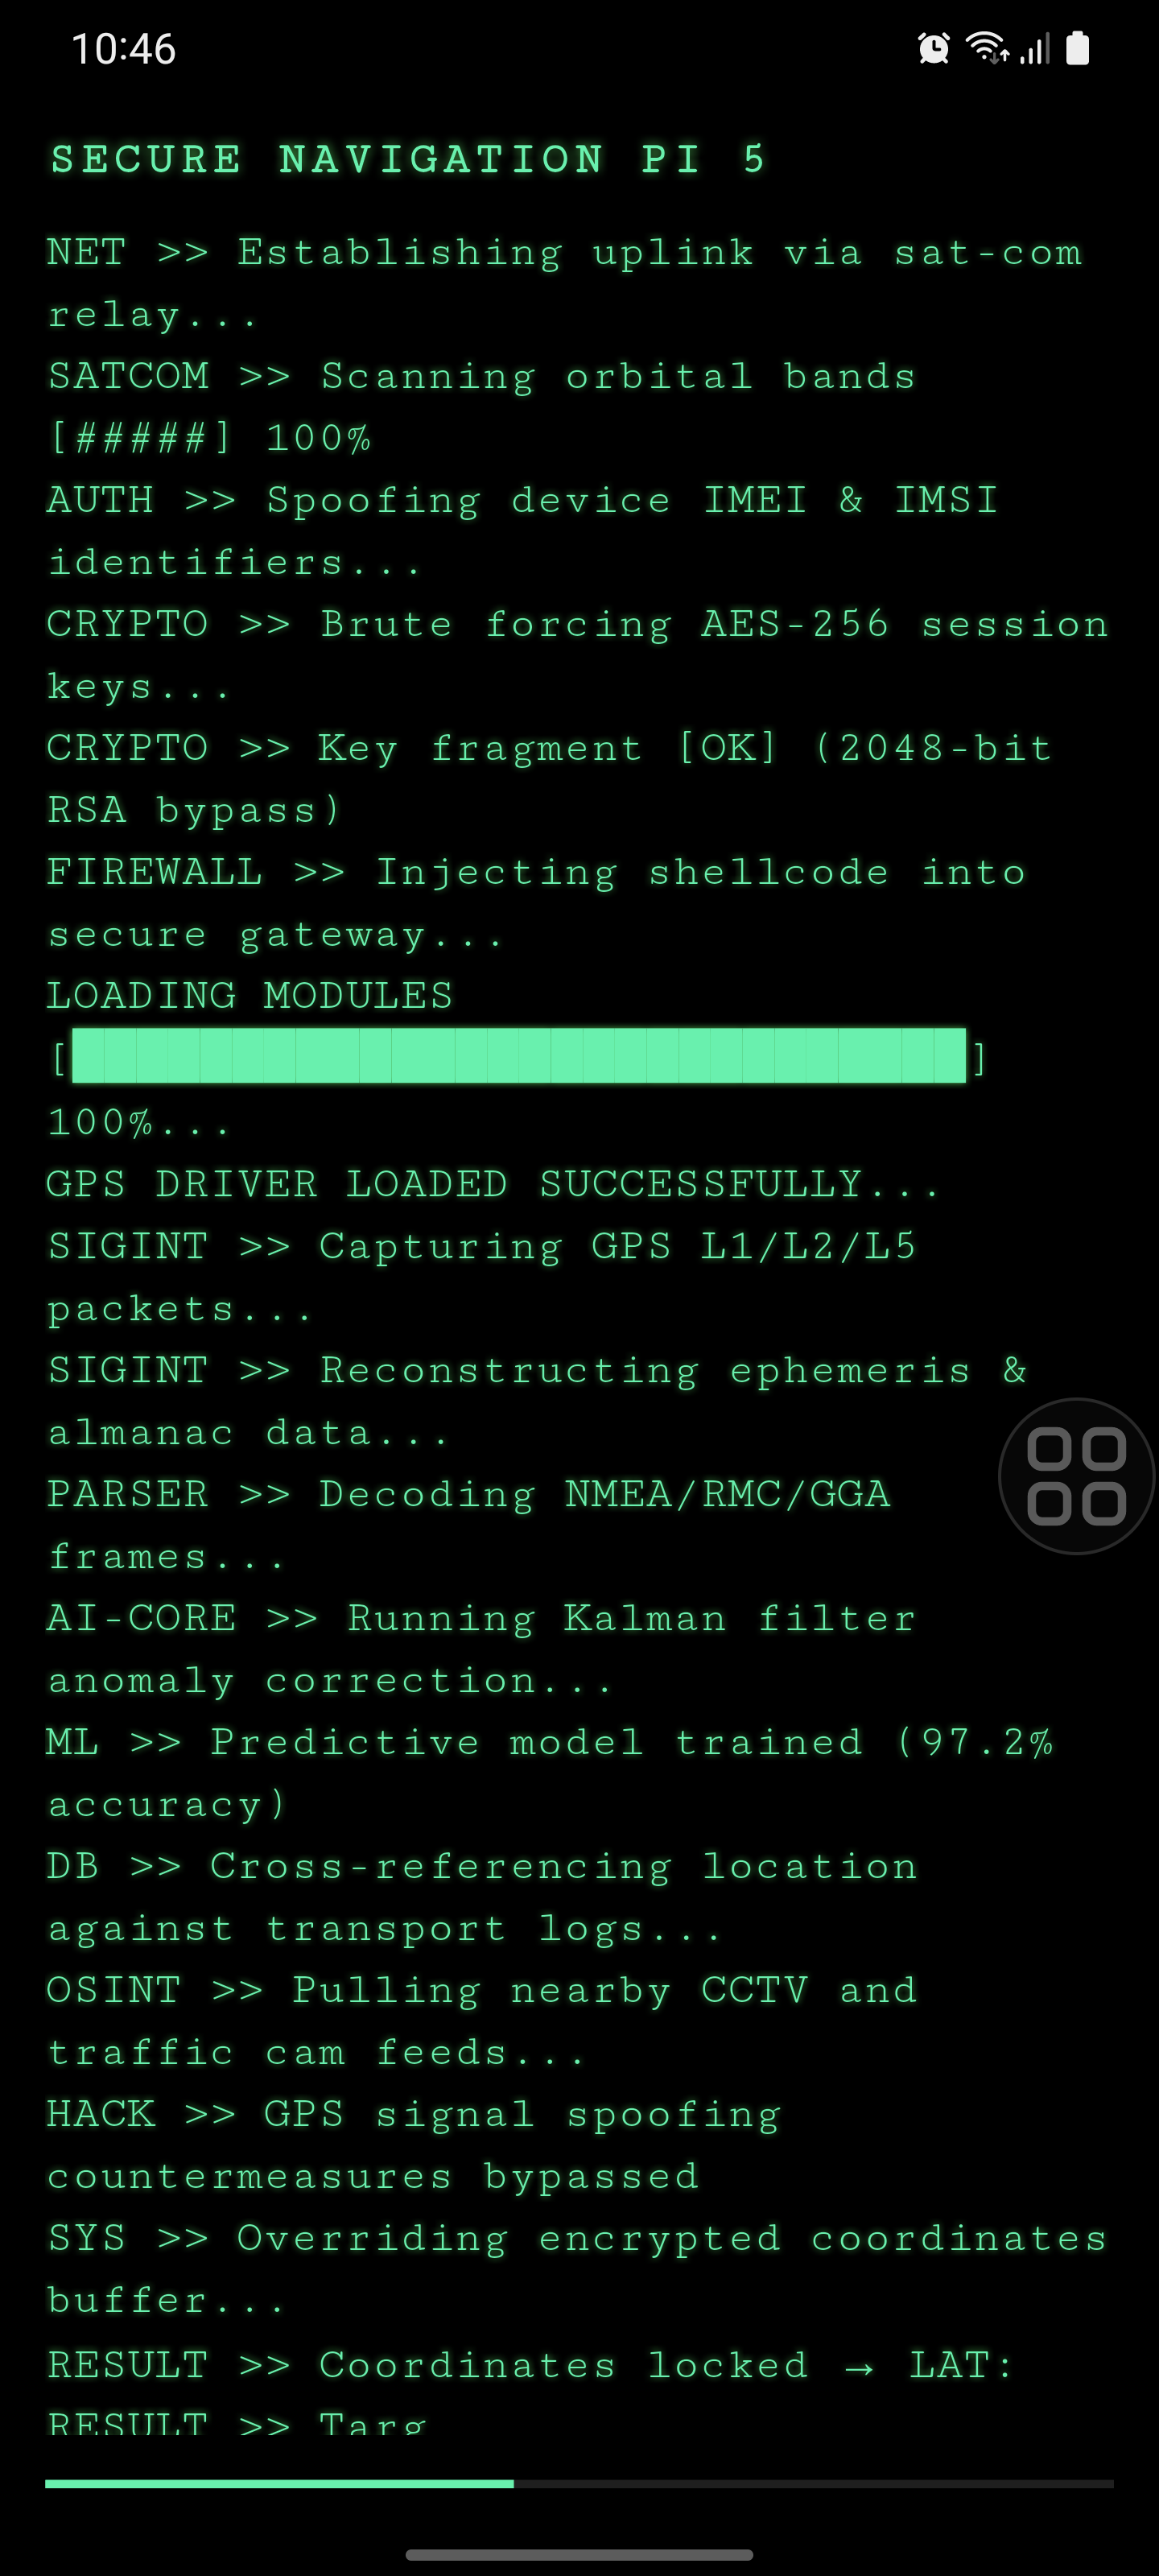 10:46
SECURE NAVIGATION PI 5
NET >> Establishing uplink via sat-com
relay...
SATCOM >> Scanning orbital bands
[#####] 100%
AUTH >> Spoofing device IMEI & IMSI
identifiers...
CRYPTO >> Brute forcing AES-256 session
keys...
CRYPTO >> Key fragment [OK] (2048-bit
RSA bypass)
FIREWALL >> Injecting shellcode into
secure gateway...
LOADING MODULES
[████████████████████████████]
100%...
GPS DRIVER LOADED SUCCESSFULLY...
SIGINT >> Capturing GPS L1/L2/L5
packets...
SIGINT >> Reconstructing ephemeris &
almanac data...
PARSER >> Decoding NMEA/RMC/GGA
frames...
AI-CORE >> Running Kalman filter
anomaly correction...
ML >> Predictive model trained (97.2%
accuracy)
DB >> Cross-referencing location
against transport logs...
OSINT >> Pulling nearby CCTV and
traffic cam feeds...
HACK >> GPS signal spoofing
countermeasures bypassed
SYS >> Overriding encrypted coordinates
buffer...
RESULT >> Coordinates locked → LAT:
RESULT >> Targ